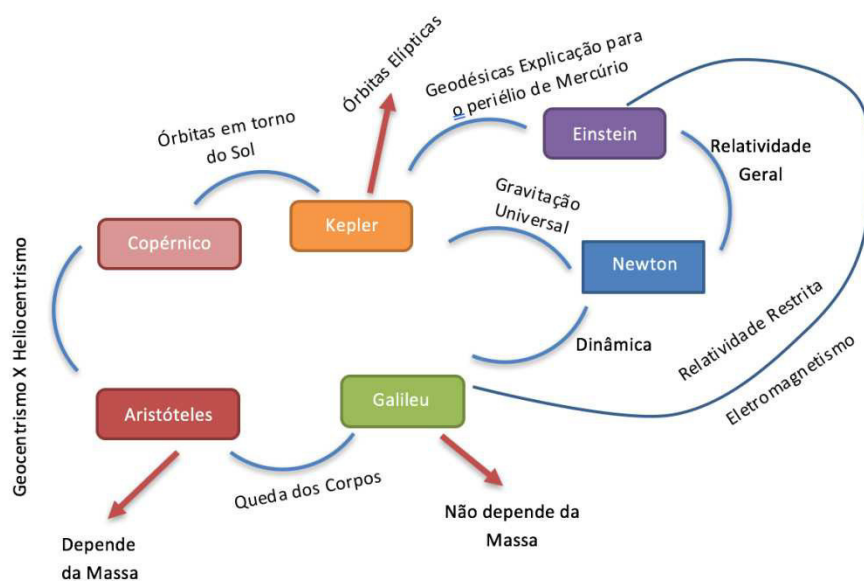 Órbitas Elípticas
Geodésicas Explicação para
o periélio de Mercúrio
Einstein
Órbitas em torno
do Sol
Relatividade
Geral
Gravitação
Universal
Kepler
Copérnico
Newton
Geocentrismo X Heliocentrismo
Dinâmica
Relatividade Restrita
Eletromagnetismo
Aristóteles
Galileu
Queda dos Corpos
Não depende da
Massa
Depende
da Massa